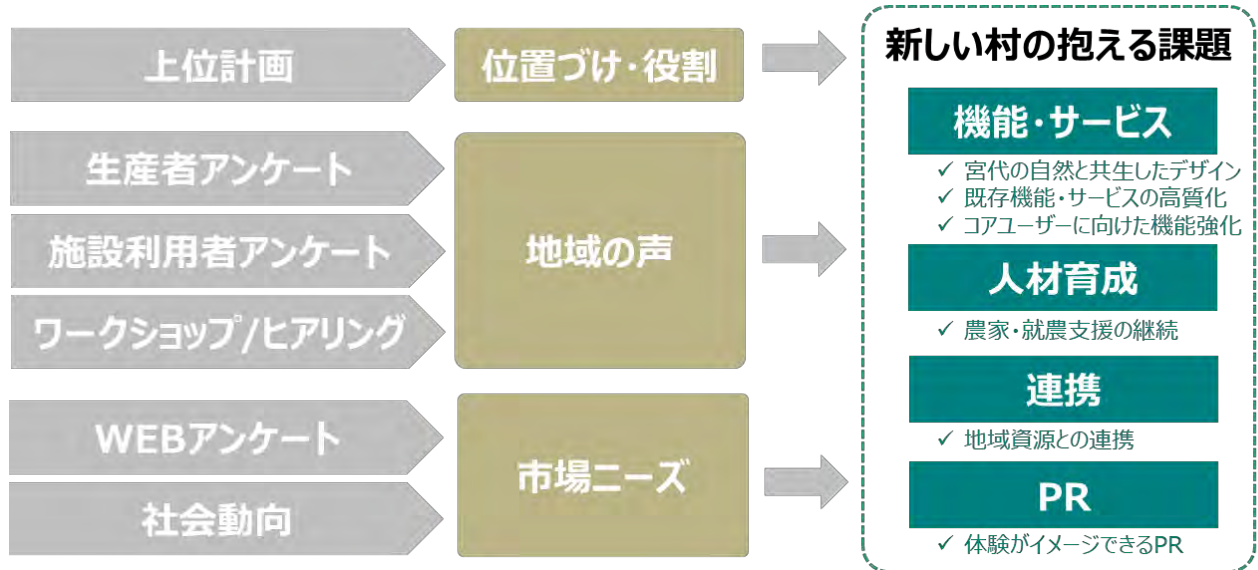 上位計画
位置づけ・役割
生産者アンケート
施設利用者アンケート
ワークショップ/ヒアリング
地域の声
WEBアンケート
社会動向
市場ニーズ
新しい村の抱える課題
機能・サービス
✓ 宮代の自然と共生したデザイン
✓ 既存機能・サービスの高質化
✓ コアユーザーに向けた機能強化
人材育成
✓ 農家・就農支援の継続
連携
✓ 地域資源との連携
PR
✓ 体験がイメージできるPR